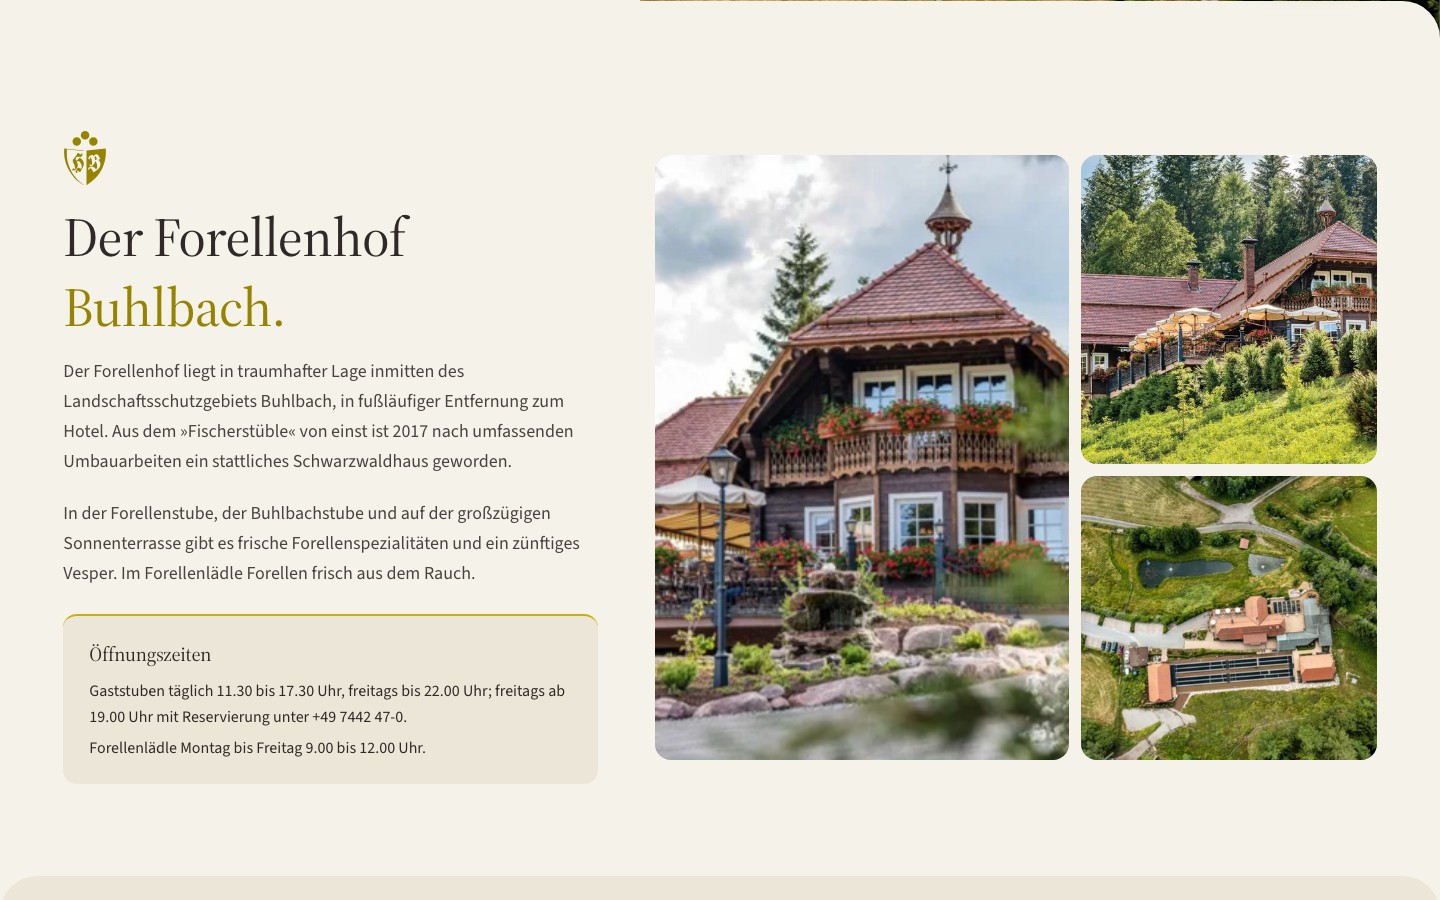 HB
Der Forellenhof
Buhlbach.
Der Forellenhof liegt in traumhafter Lage inmitten des
Landschaftsschutzgebiets Buhlbach, in fußläufiger Entfernung zum
Hotel. Aus dem »Fischerstüble« von einst ist 2017 nach umfassenden
Umbauarbeiten ein stattliches Schwarzwaldhaus geworden.
In der Forellenstube, der Buhlbachstube und auf der großzügigen
Sonnenterrasse gibt es frische Forellenspezialitäten und ein zünftiges
Vesper. Im Forellenlädle Forellen frisch aus dem Rauch.
Öffnungszeiten
Gaststuben täglich 11.30 bis 17.30 Uhr, freitags bis 22.00 Uhr; freitags ab
19.00 Uhr mit Reservierung unter +49 7442 47-0.
Forellenlädle Montag bis Freitag 9.00 bis 12.00 Uhr.